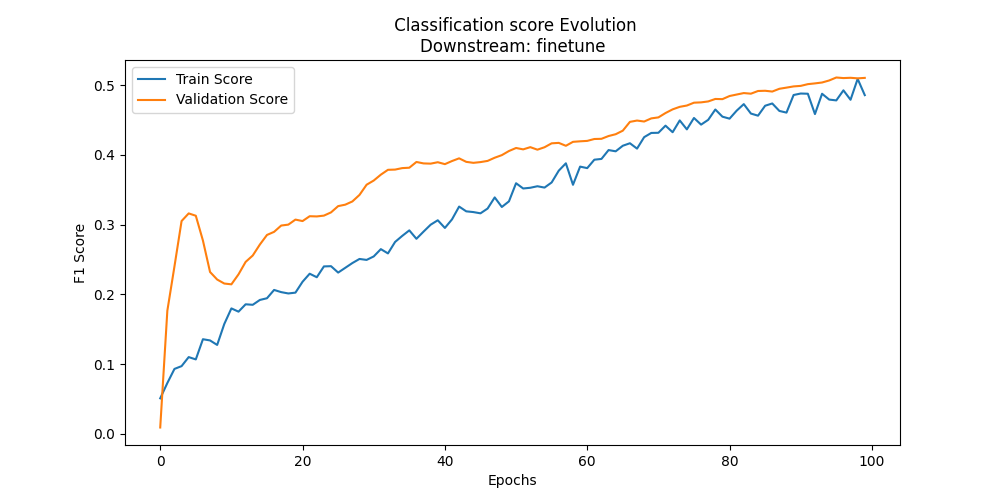 Classification score Evolution
Downstream: finetune
Train Score
Validation Score
F1 Score
0.5
0.4
0.3
0.2
0.1
0.0
0 20 40 60 80 100
Epochs